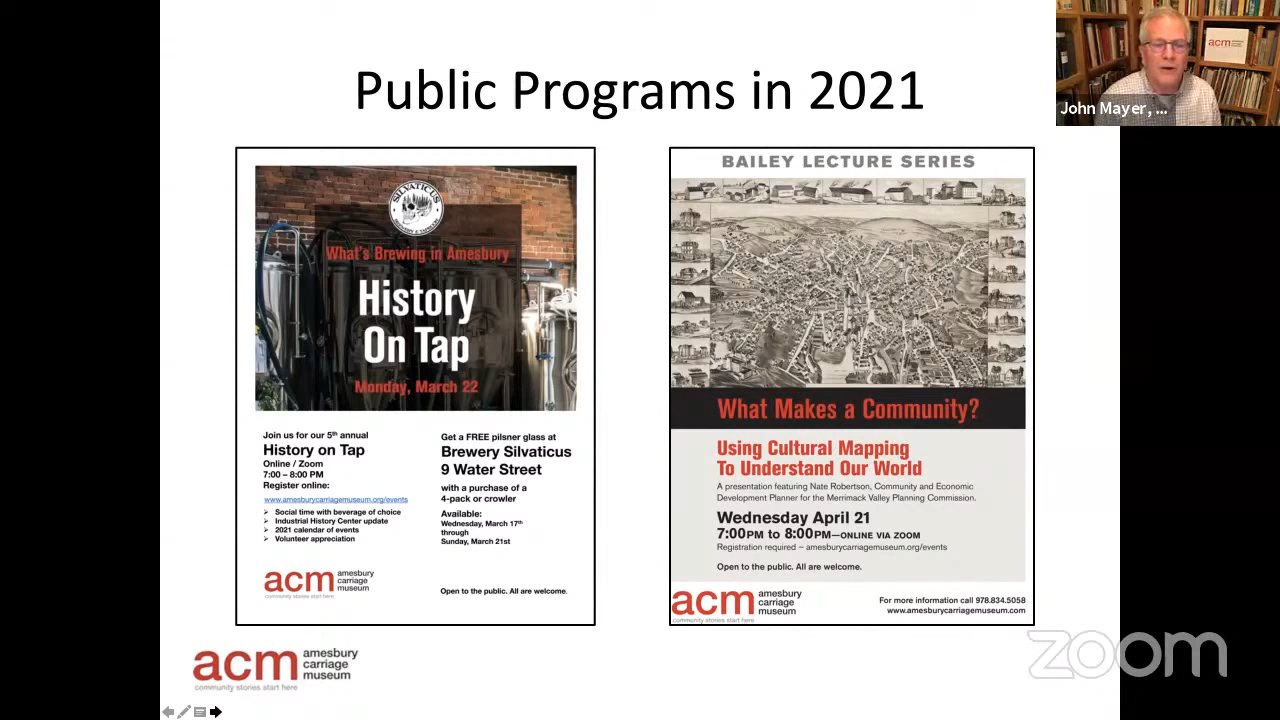 Public Programs in 2021
acm
John Mayer, ...
SILVATICUS
What's Brewing in Amesbury
History
On Tap
Monday, March 22
Join us for our 5th annual
History on Tap
Online / Zoom
7:00 – 8:00 PM
Register online:
www.amesburycarriagemuseum.org/events
➢ Social time with beverage of choice
➢ Industrial History Center update
➢ 2021 calendar of events
➢ Volunteer appreciation
Get a FREE pilsner glass at
Brewery Silvaticus
9 Water Street
with a purchase of a
4-pack or crowler
Available:
Wednesday, March 17th
through
Sunday, March 21st
acm amesbury
carriage
museum
community stories start here
Open to the public. All are welcome.
BAILEY LECTURE SERIES
What Makes a Community?
Using Cultural Mapping
To Understand Our World
A presentation featuring Nate Robertson, Community and Economic
Development Planner for the Merrimack Valley Planning Commission.
Wednesday April 21
7:00PM to 8:00PM—ONLINE VIA ZOOM
Registration required – amesburycarriagemuseum.org/events
Open to the public. All are welcome.
acm amesbury
carriage
museum
community stories start here
For more information call 978.834.5058
www.amesburycarriagemuseum.com
acm amesbury
carriage
museum
community stories start here
zoom